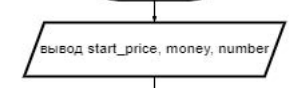 вывод start_price, money, number